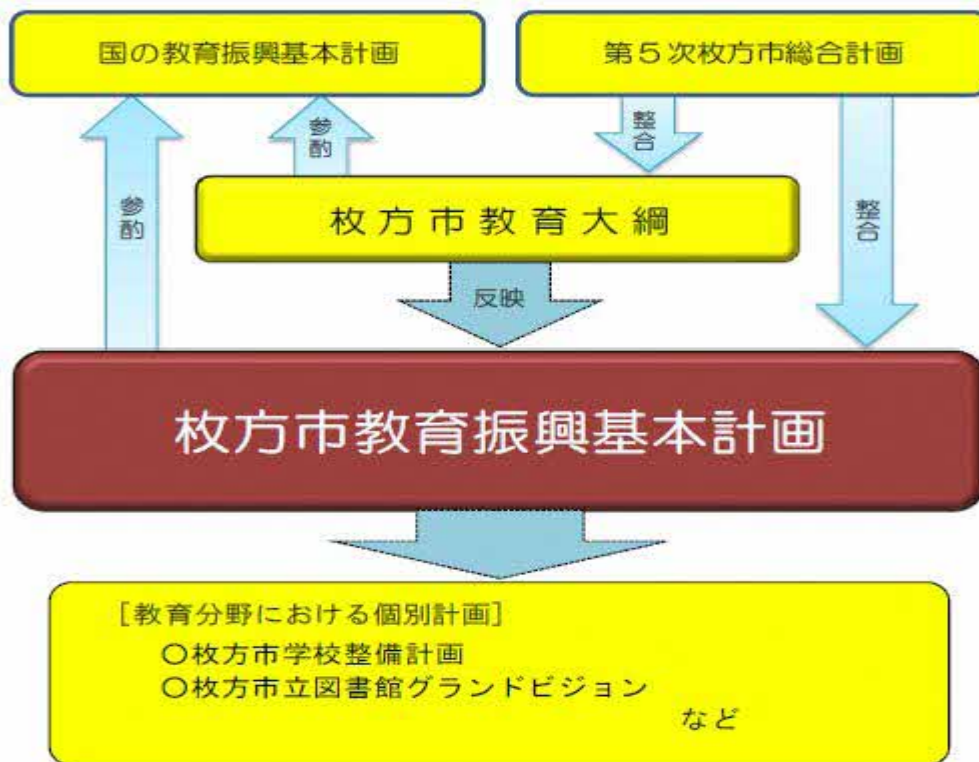 国の教育振興基本計画
第5次枚方市総合計画
参酌
整合
参酌
整合
枚方市教育大綱
反映
枚方市教育振興基本計画
[教育分野における個別計画]
○枚方市学校整備計画
○枚方市立図書館グランドビジョン
など